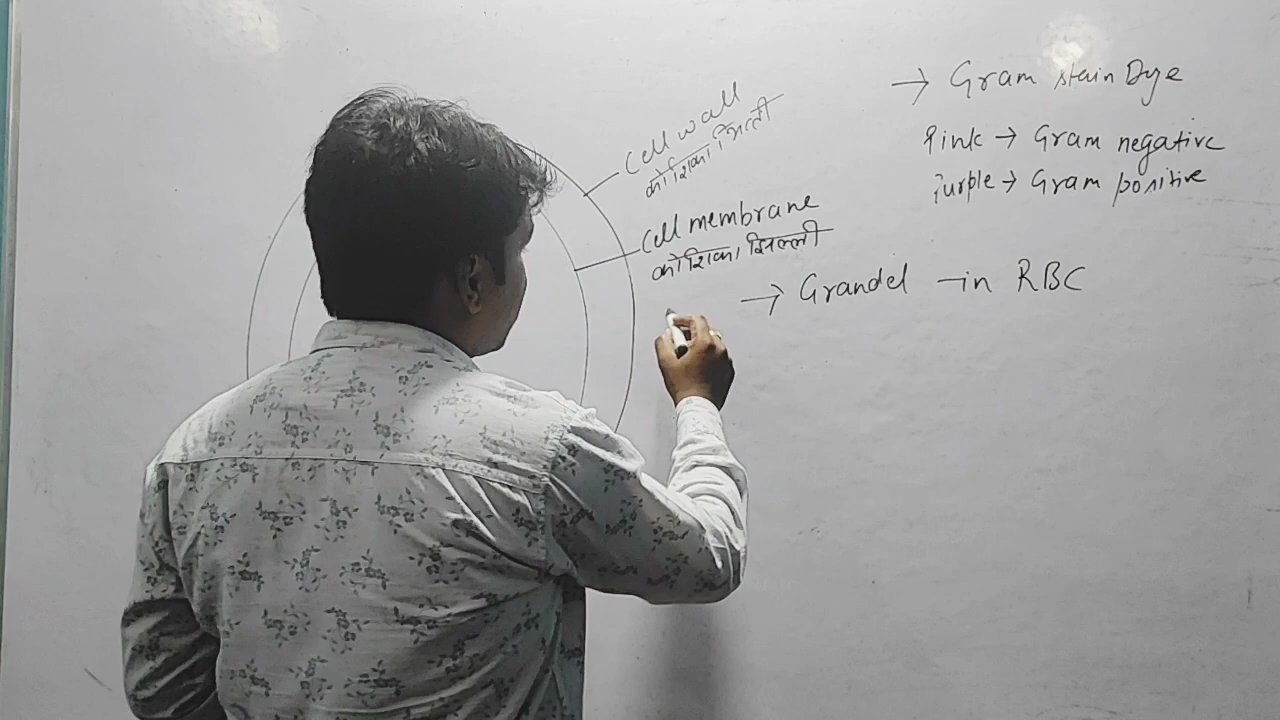 Cell wall
कोशिका भित्ती
Cell membrane
कोशिका झिल्ली
→ Gram stain Dye
Pink → Gram negative
Purple → Gram positive
→ Grandel - in RBC